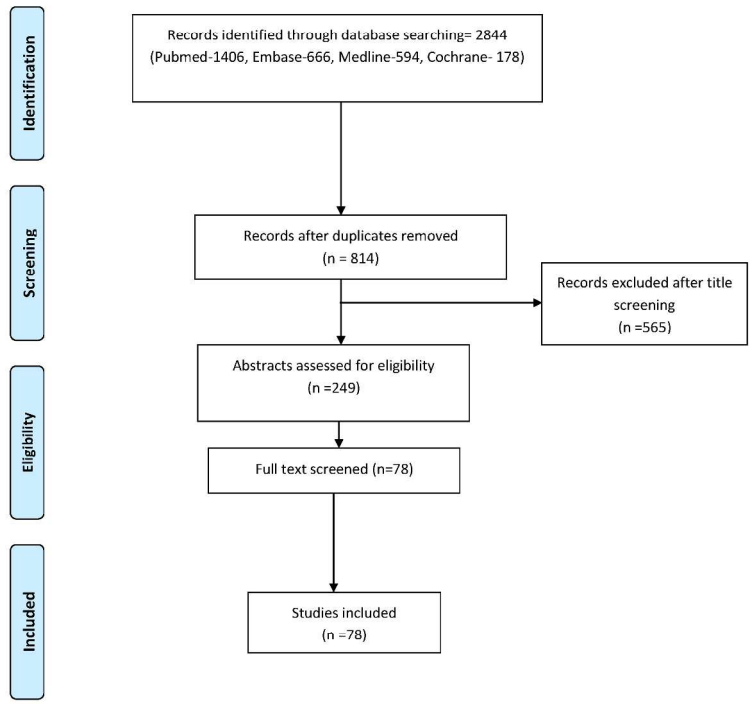 Identification
Records identified through database searching= 2844
(Pubmed-1406, Embase-666, Medline-594, Cochrane- 178)
Screening
Records after duplicates removed
(n = 814)
Records excluded after title
screening
(n =565)
Abstracts assessed for eligibility
(n =249)
Eligibility
Full text screened (n=78)
Included
Studies included
(n =78)